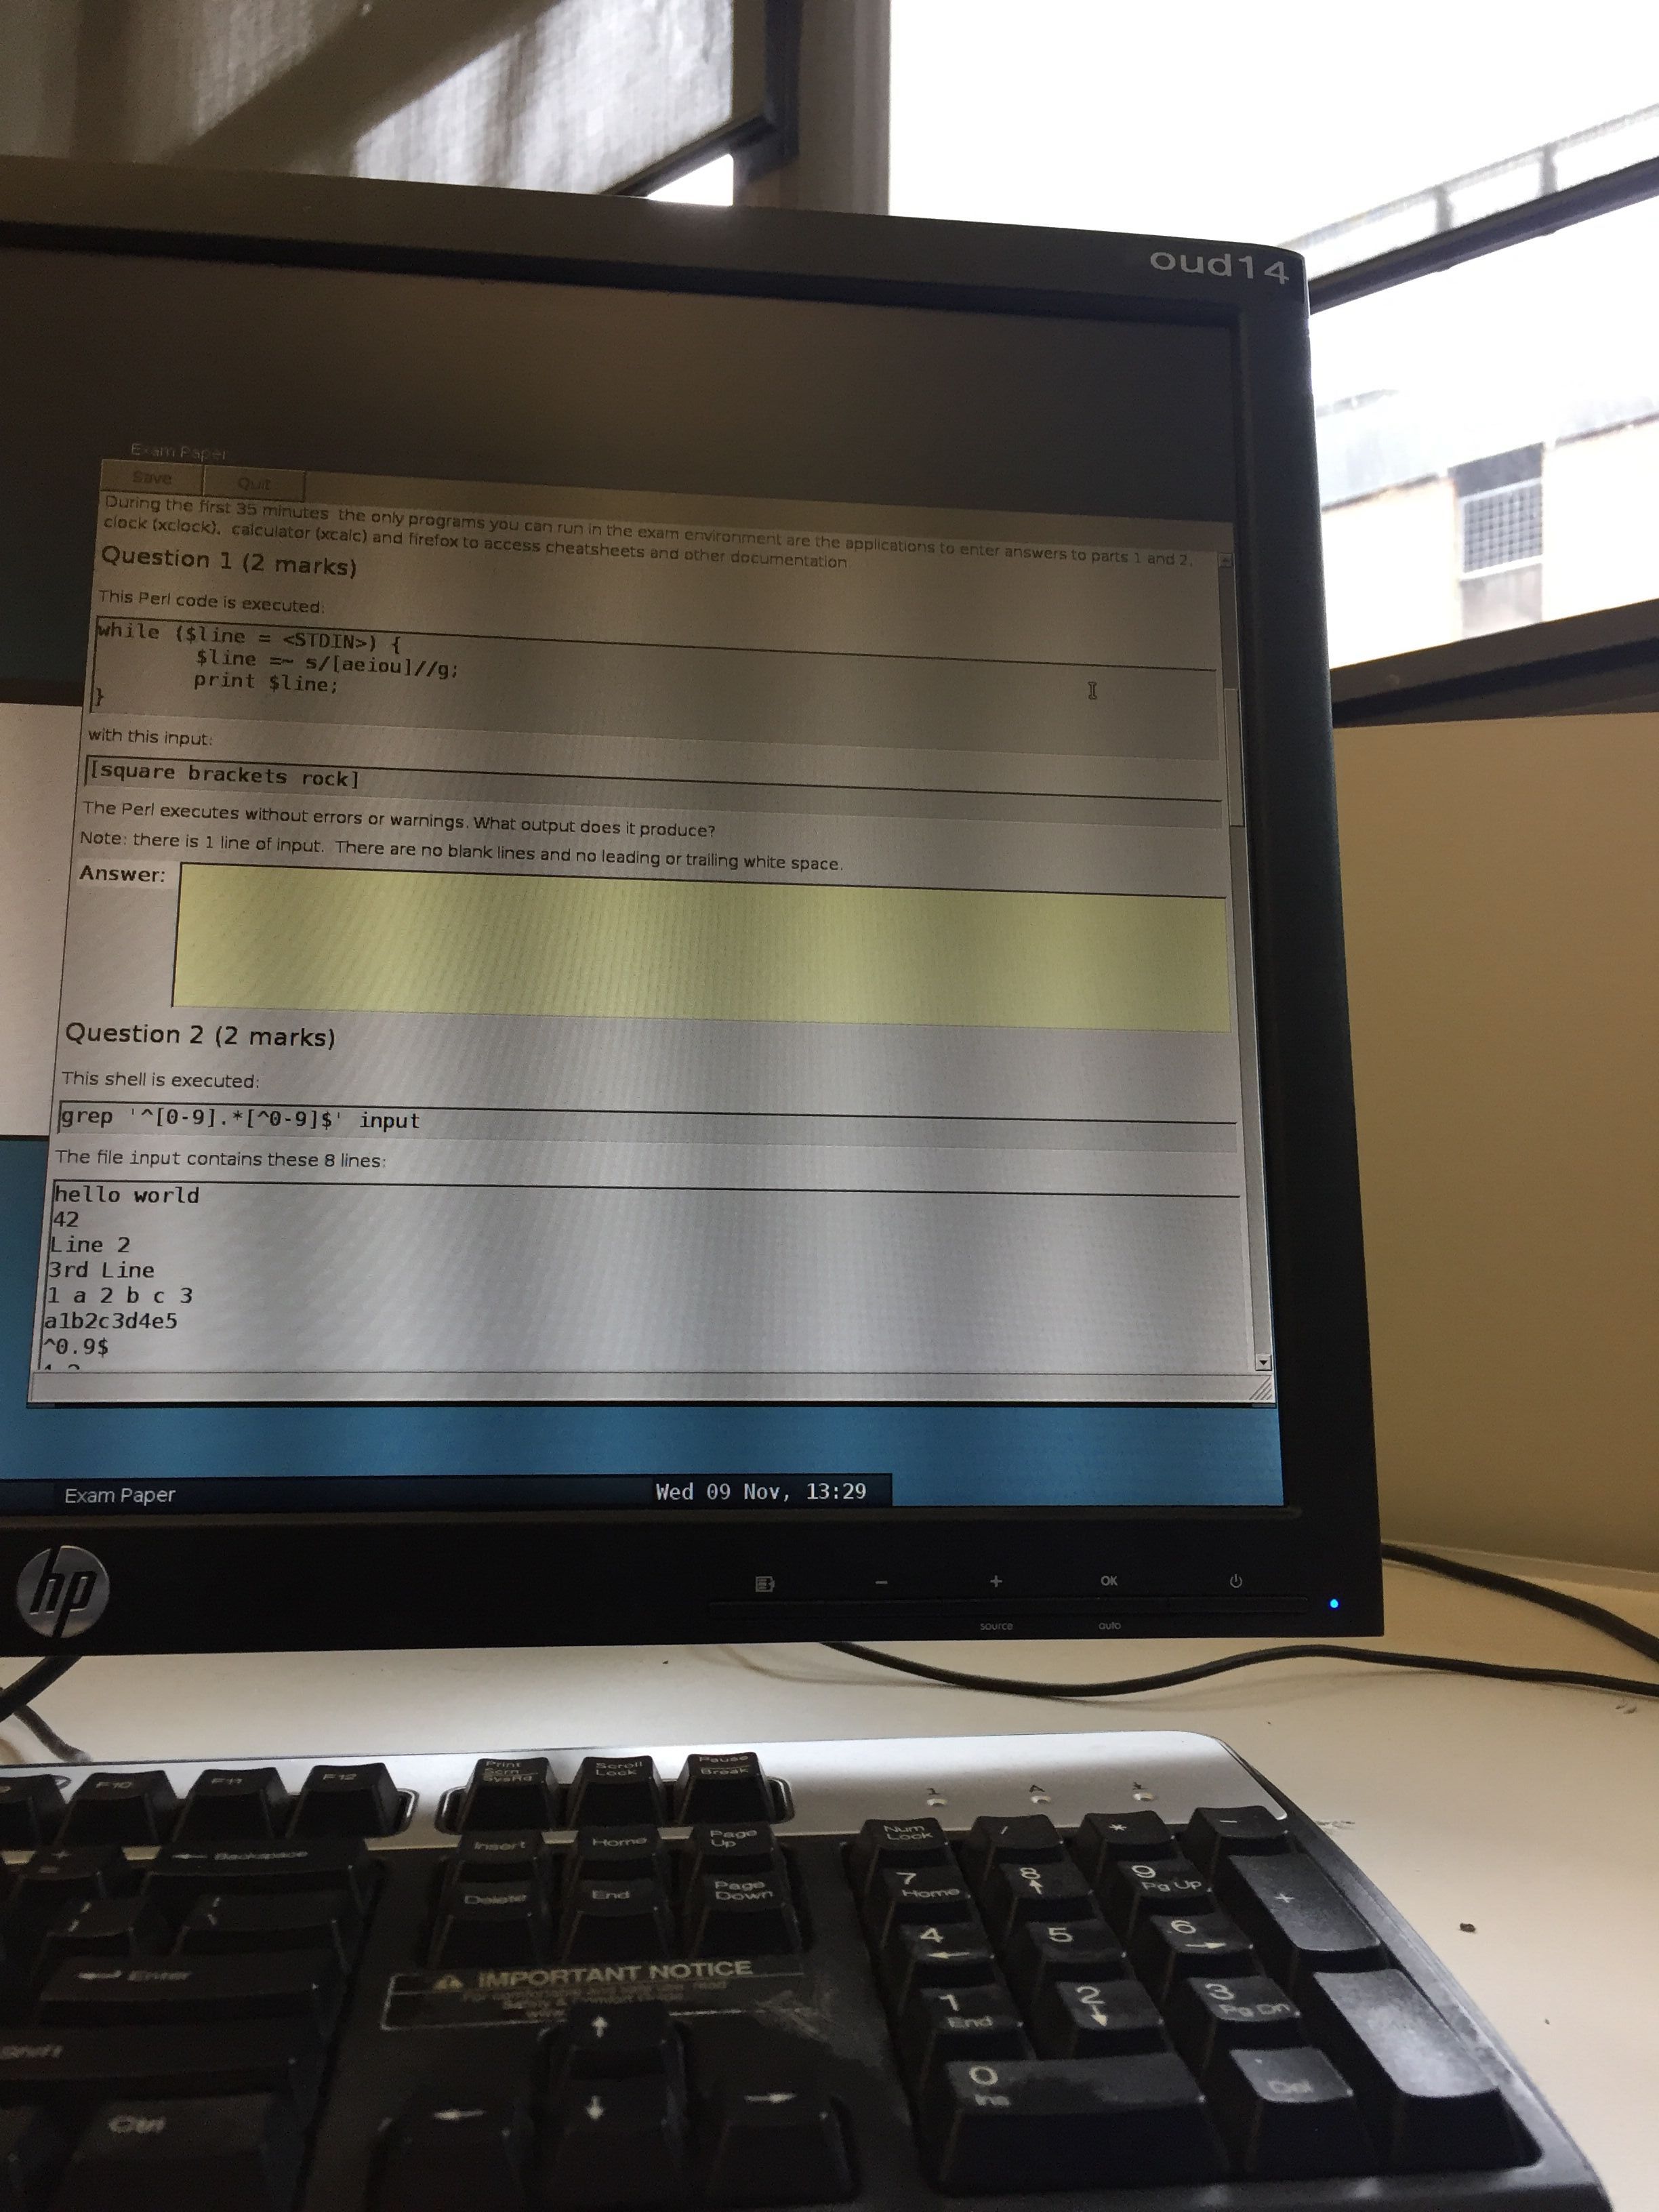 oud14
Exam Paper
Save Quit
During the first 35 minutes the only programs you can run in the exam environment are the applications to enter answers to parts 1 and 2,
clock (xclock), calculator (xcalc) and firefox to access cheatsheets and other documentation.
Question 1 (2 marks)
This Perl code is executed:
while ($line = <STDIN>) {
$line =~ s/[aeiou]//g;
print $line;
}
with this input:
[square brackets rock]
The Perl executes without errors or warnings. What output does it produce?
Note: there is 1 line of input. There are no blank lines and no leading or trailing white space.
Answer:
Question 2 (2 marks)
This shell is executed:
grep '^[0-9].*[^0-9]$' input
The file input contains these 8 lines:
hello world
42
Line 2
3rd Line
1 a 2 b c 3
a1b2c3d4e5
^0.9$
Exam Paper
Wed 09 Nov, 13:29
hp
- + OK
source auto
F10 F11 F12 Print Scrn SysRq Scroll Lock Pause Break
1 A
Backspace Insert Home Page Up Num Lock / * -
Delete End Page Down 7 Home 8 9 Pg Up +
Enter 4 5 6
IMPORTANT NOTICE
1 End 2 3 Pg Dn
Shift
0 Ins Del
Ctrl